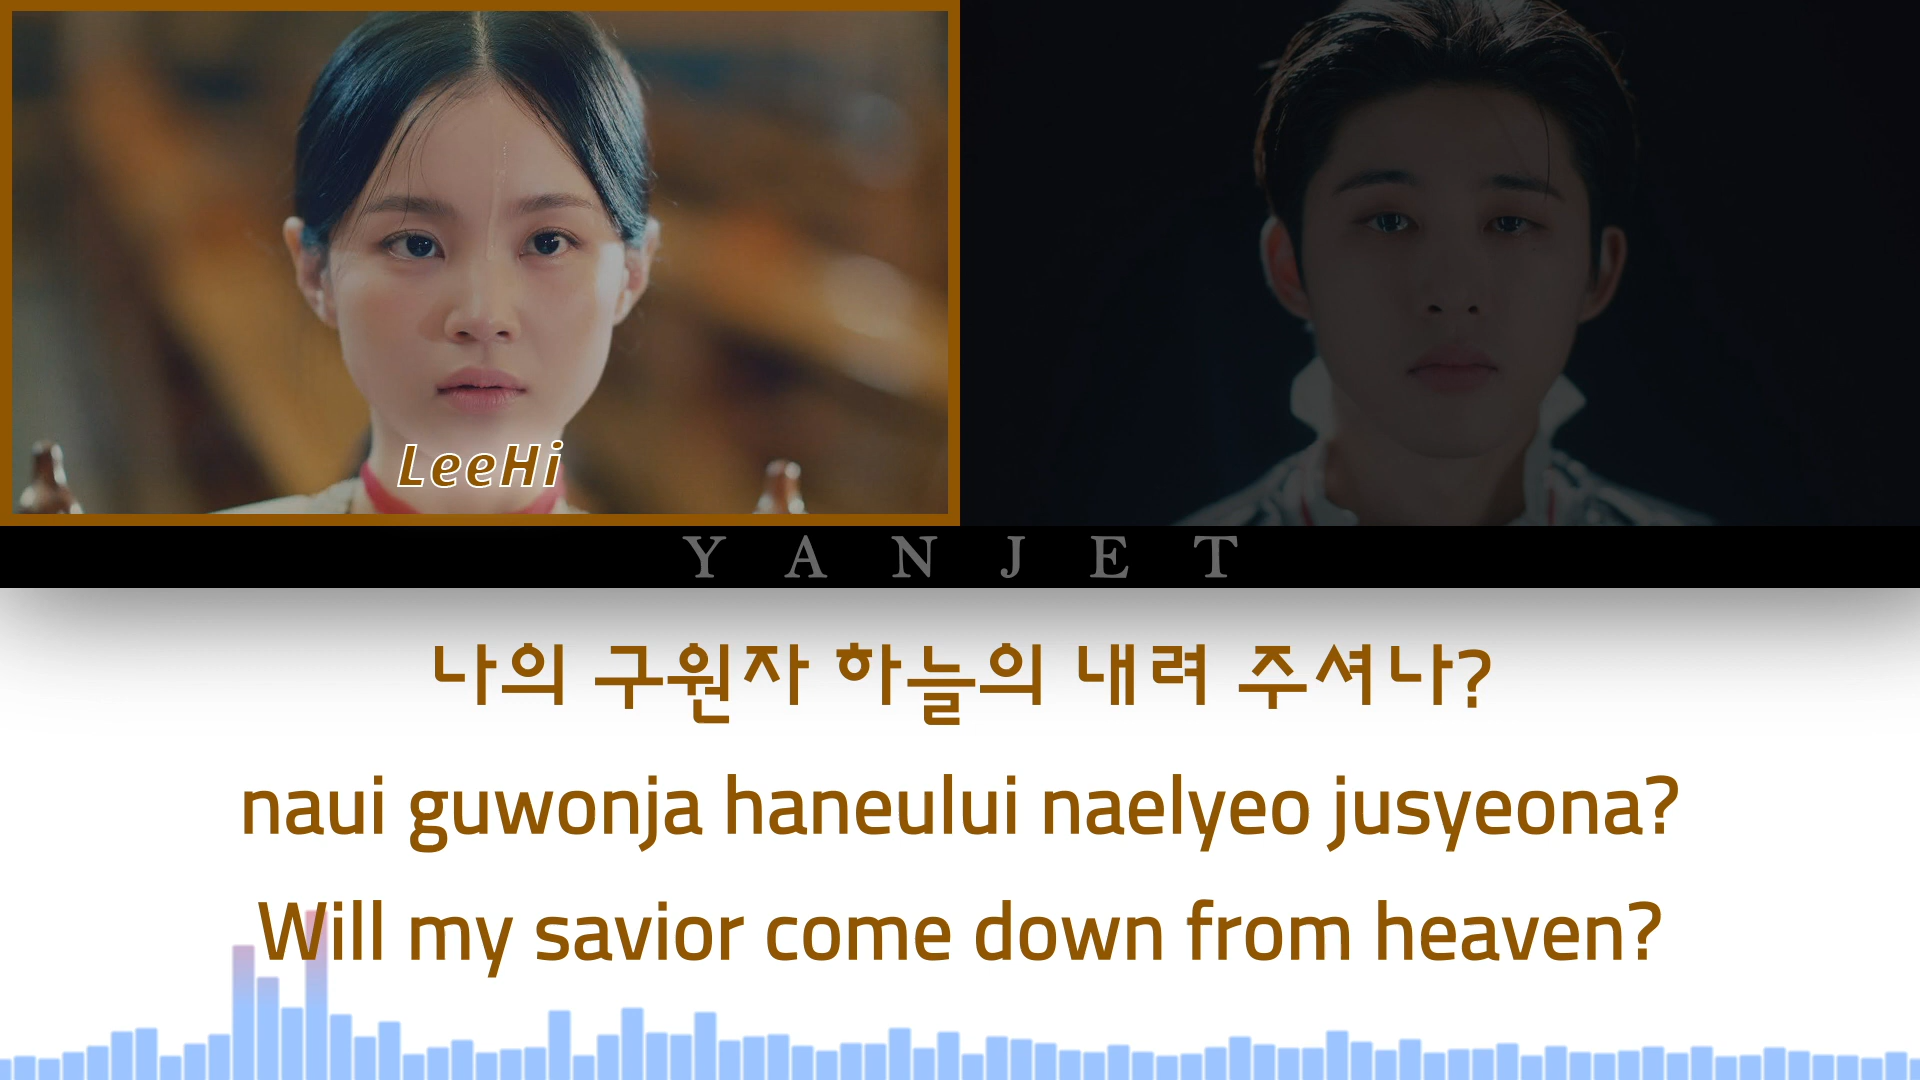 LeeHi
YANJET
나의 구원자 하늘의 내려 주셔나?
naui guwonja haneului naelyeo jusyeona?
Will my savior come down from heaven?